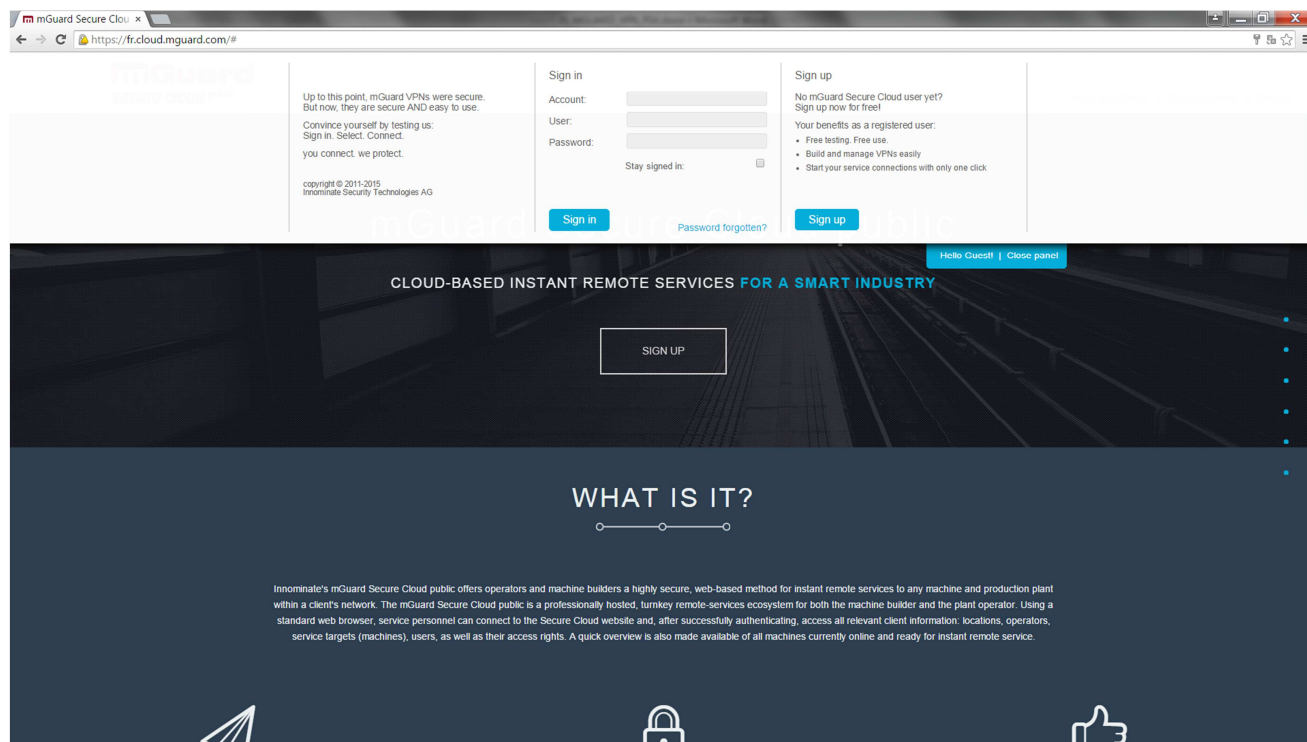 mGuard Secure Clou
https://fr.cloud.mguard.com/#
Up to this point, mGuard VPNs were secure.
But now, they are secure AND easy to use.
Convince yourself by testing us:
Sign in. Select. Connect.
you connect. we protect.
copyright © 2011-2015
Innominate Security Technologies AG
Sign in
Account:
User:
Password:
Stay signed in:
Sign in
Password forgotten?
Sign up
No mGuard Secure Cloud user yet?
Sign up now for free!
Your benefits as a registered user:
• Free testing. Free use.
• Build and manage VPNs easily
• Start your service connections with only one click
Sign up
mGuard Secure Cloud public
Hello Guest! | Close panel
CLOUD-BASED INSTANT REMOTE SERVICES FOR A SMART INDUSTRY
SIGN UP
WHAT IS IT?
Innominate's mGuard Secure Cloud public offers operators and machine builders a highly secure, web-based method for instant remote services to any machine and production plant
within a client's network. The mGuard Secure Cloud public is a professionally hosted, turnkey remote-services ecosystem for both the machine builder and the plant operator. Using a
standard web browser, service personnel can connect to the Secure Cloud website and, after successfully authenticating, access all relevant client information: locations, operators,
service targets (machines), users, as well as their access rights. A quick overview is also made available of all machines currently online and ready for instant remote service.